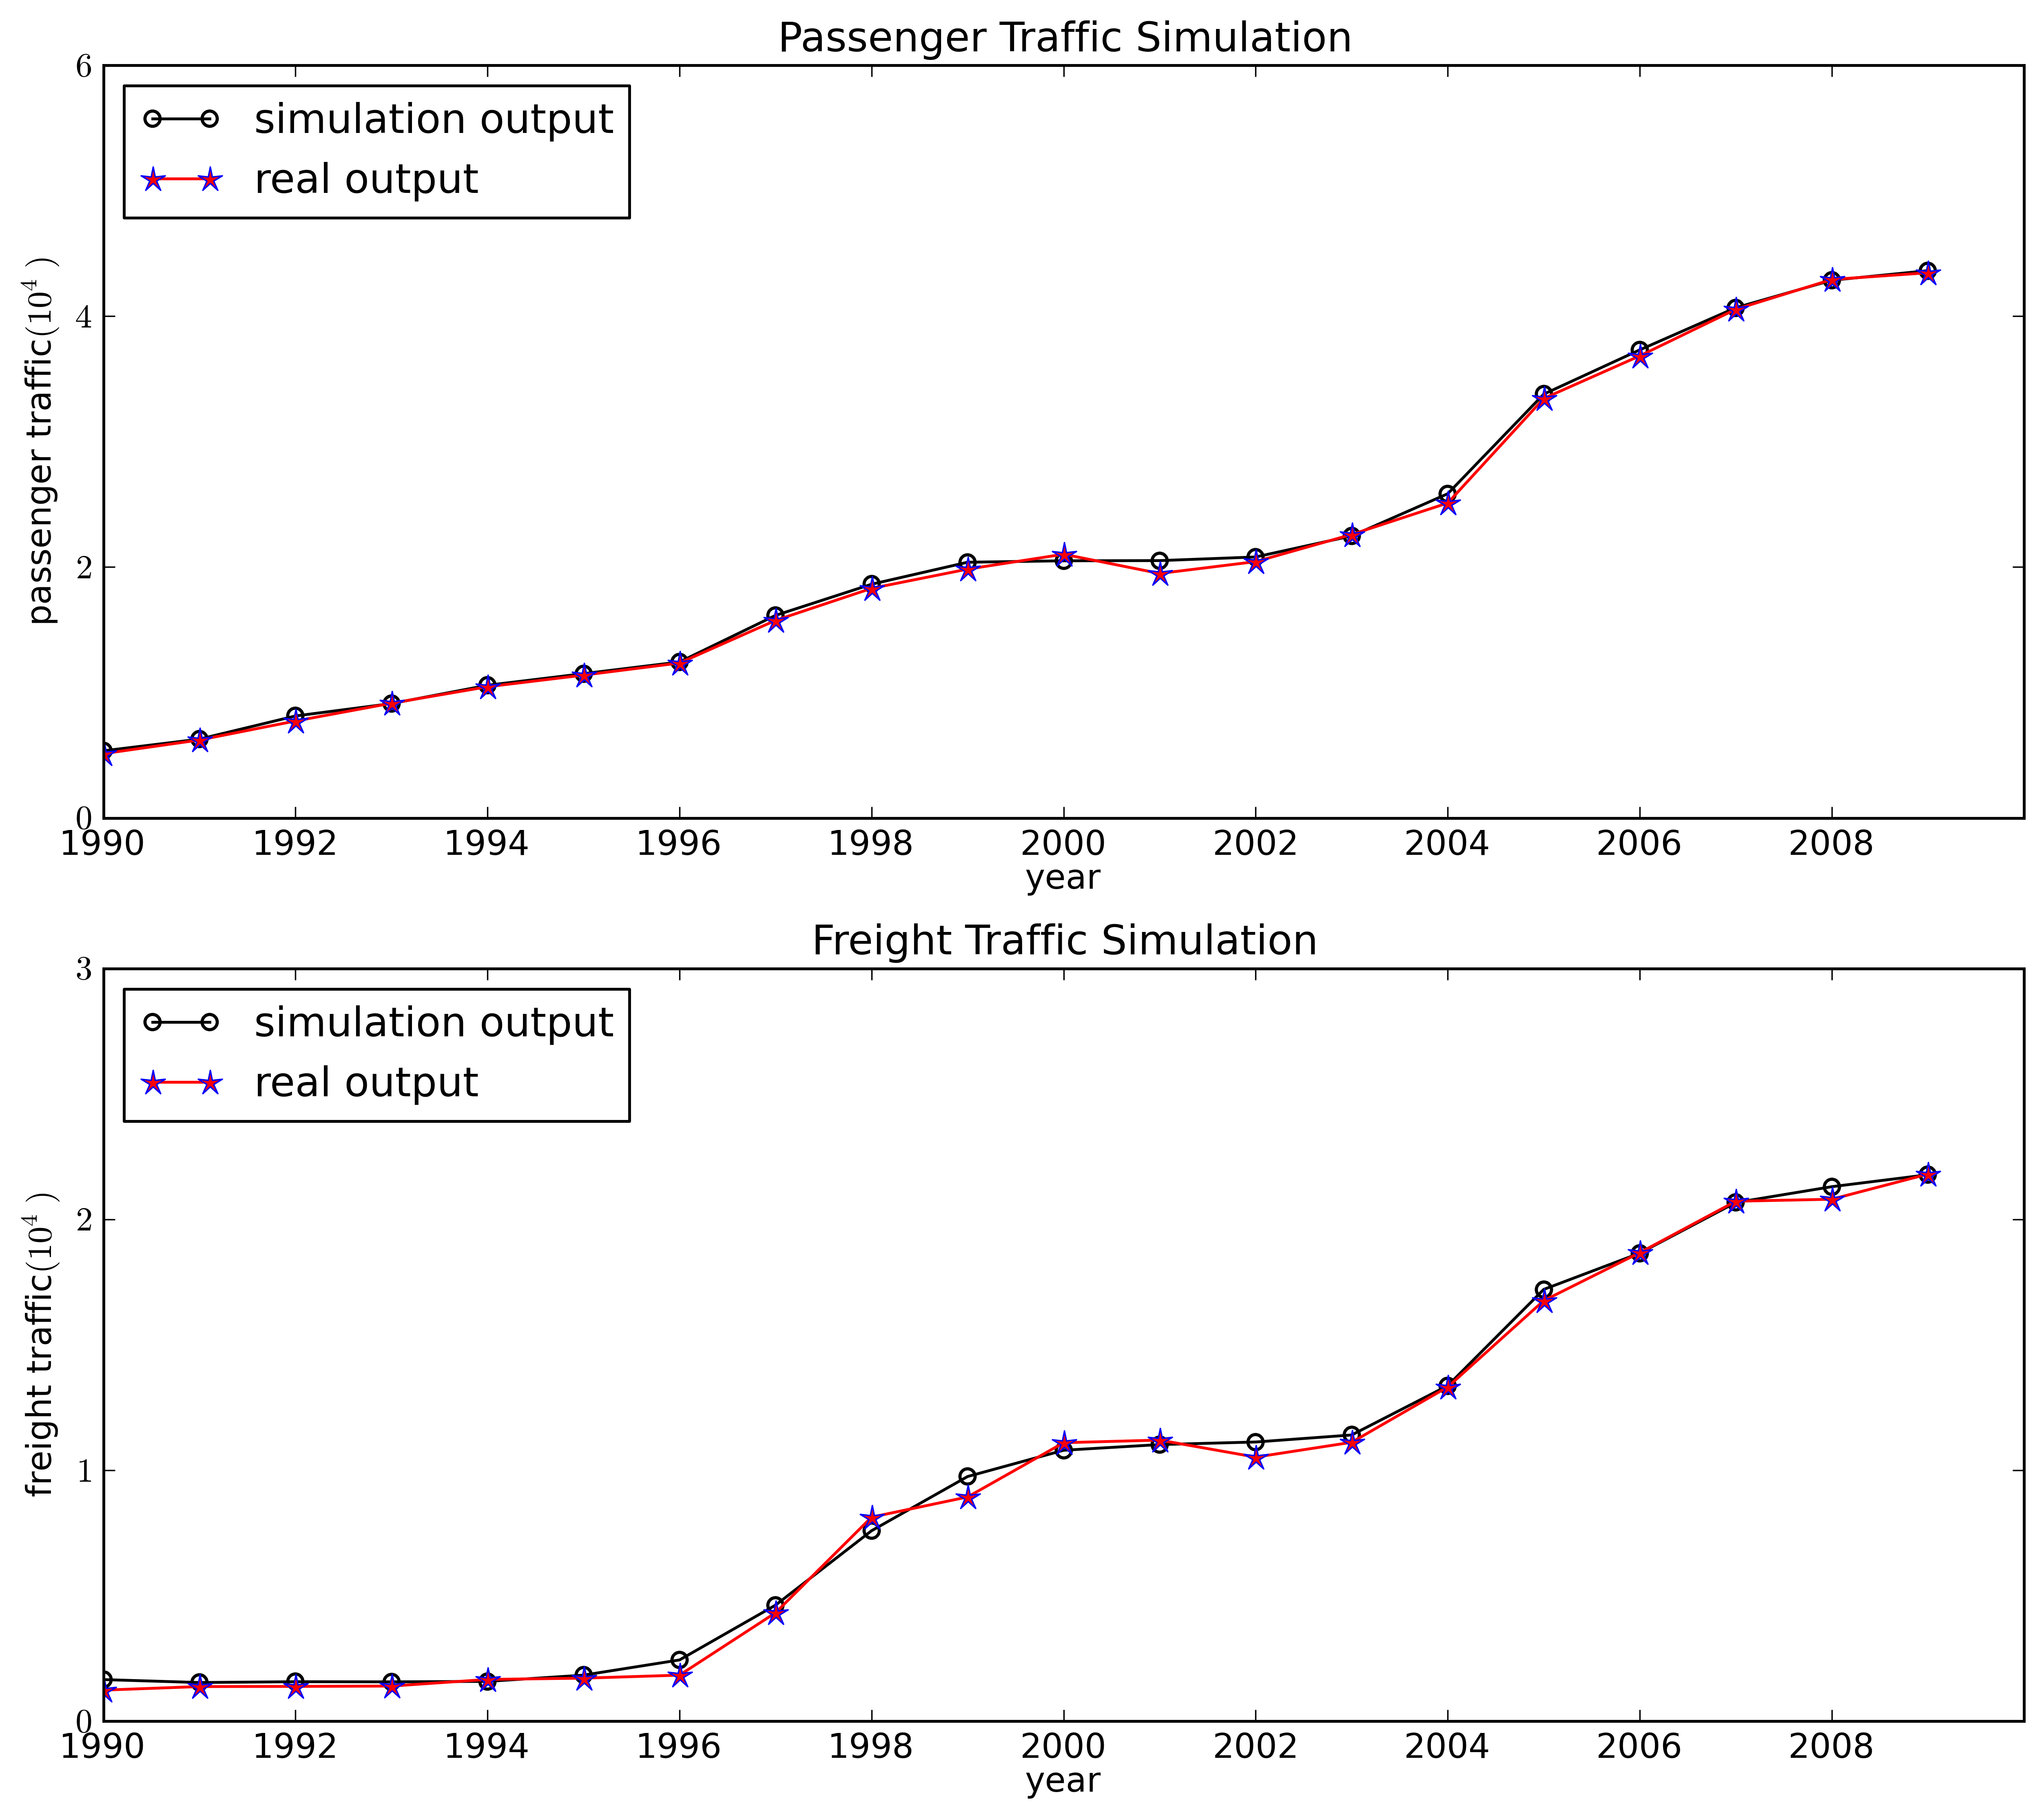 Passenger Traffic Simulation
6
simulation output
real output
4
2
0
passenger traffic(10^4)
1990 1992 1994 1996 1998 2000 2002 2004 2006 2008
year
Freight Traffic Simulation
3
simulation output
real output
2
1
0
freight traffic(10^4)
1990 1992 1994 1996 1998 2000 2002 2004 2006 2008
year